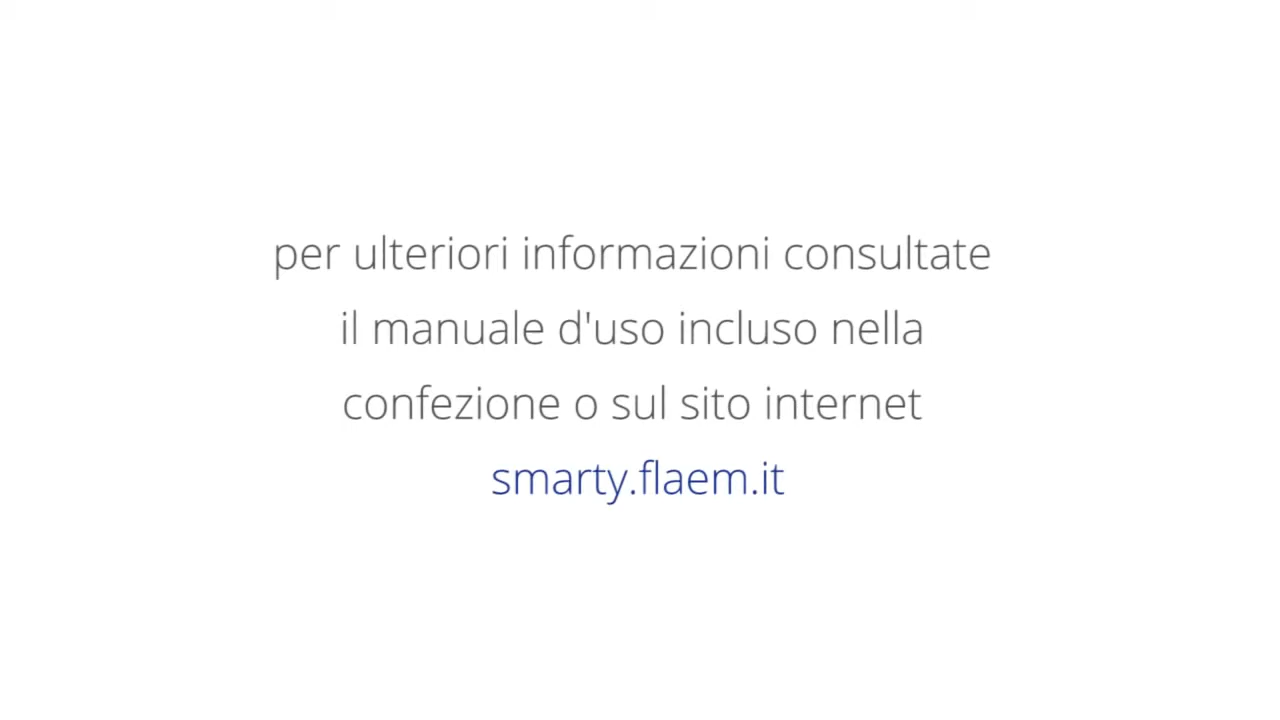 per ulteriori informazioni consultate
il manuale d'uso incluso nella
confezione o sul sito internet
smarty.flaem.it